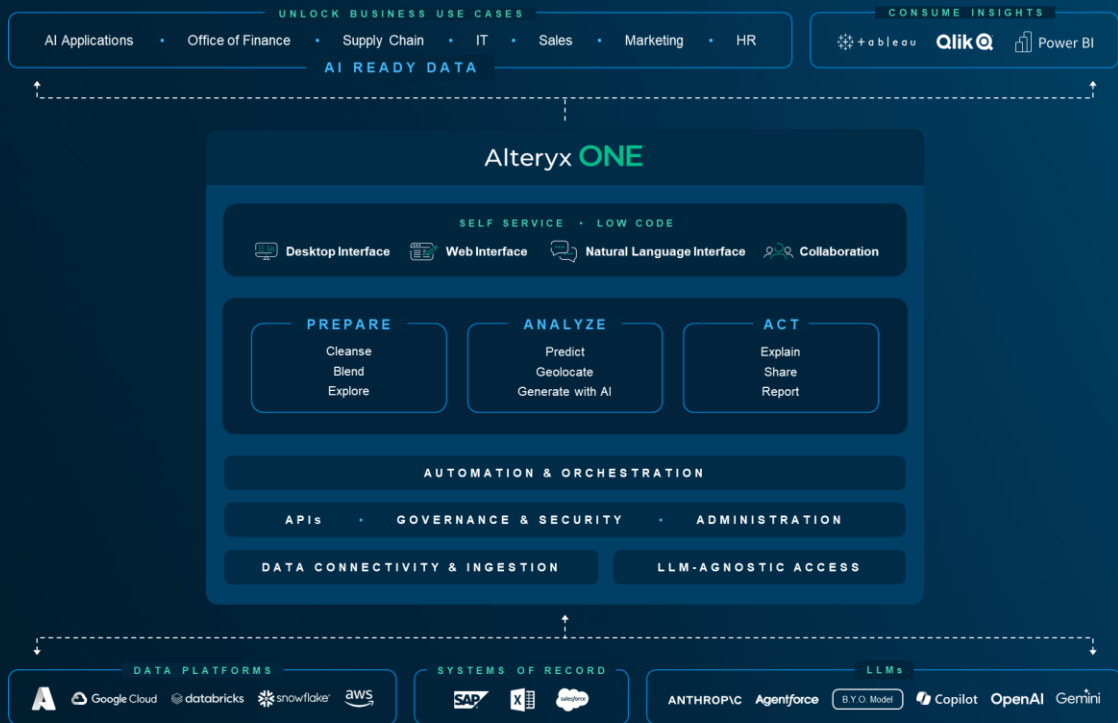 UNLOCK BUSINESS USE CASES
AI Applications • Office of Finance • Supply Chain • IT • Sales • Marketing • HR
AI READY DATA
CONSUME INSIGHTS
+ableau Qlik Power BI
Alteryx ONE
SELF SERVICE • LOW CODE
Desktop Interface Web Interface Natural Language Interface Collaboration
PREPARE
Cleanse
Blend
Explore
ANALYZE
Predict
Geolocate
Generate with AI
ACT
Explain
Share
Report
AUTOMATION & ORCHESTRATION
APIs • GOVERNANCE & SECURITY • ADMINISTRATION
DATA CONNECTIVITY & INGESTION
LLM-AGNOSTIC ACCESS
DATA PLATFORMS
Google Cloud databricks snowflake aws
SYSTEMS OF RECORD
SAP X salesforce
LLMs
ANTHROP\C Agentforce B.Y.O. Model Copilot OpenAI Gemini